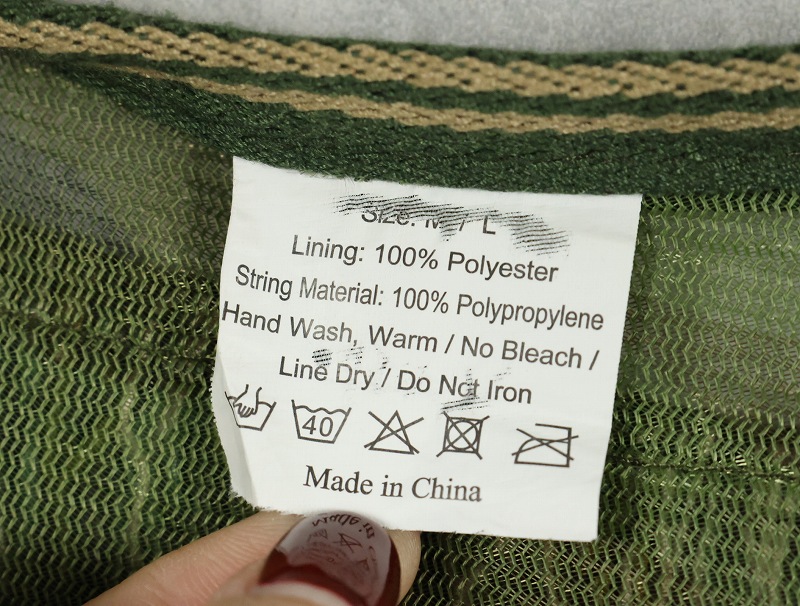 Size: M / L
Lining: 100% Polyester
String Material: 100% Polypropylene
Hand Wash, Warm / No Bleach /
Line Dry / Do Not Iron
40
Made in China